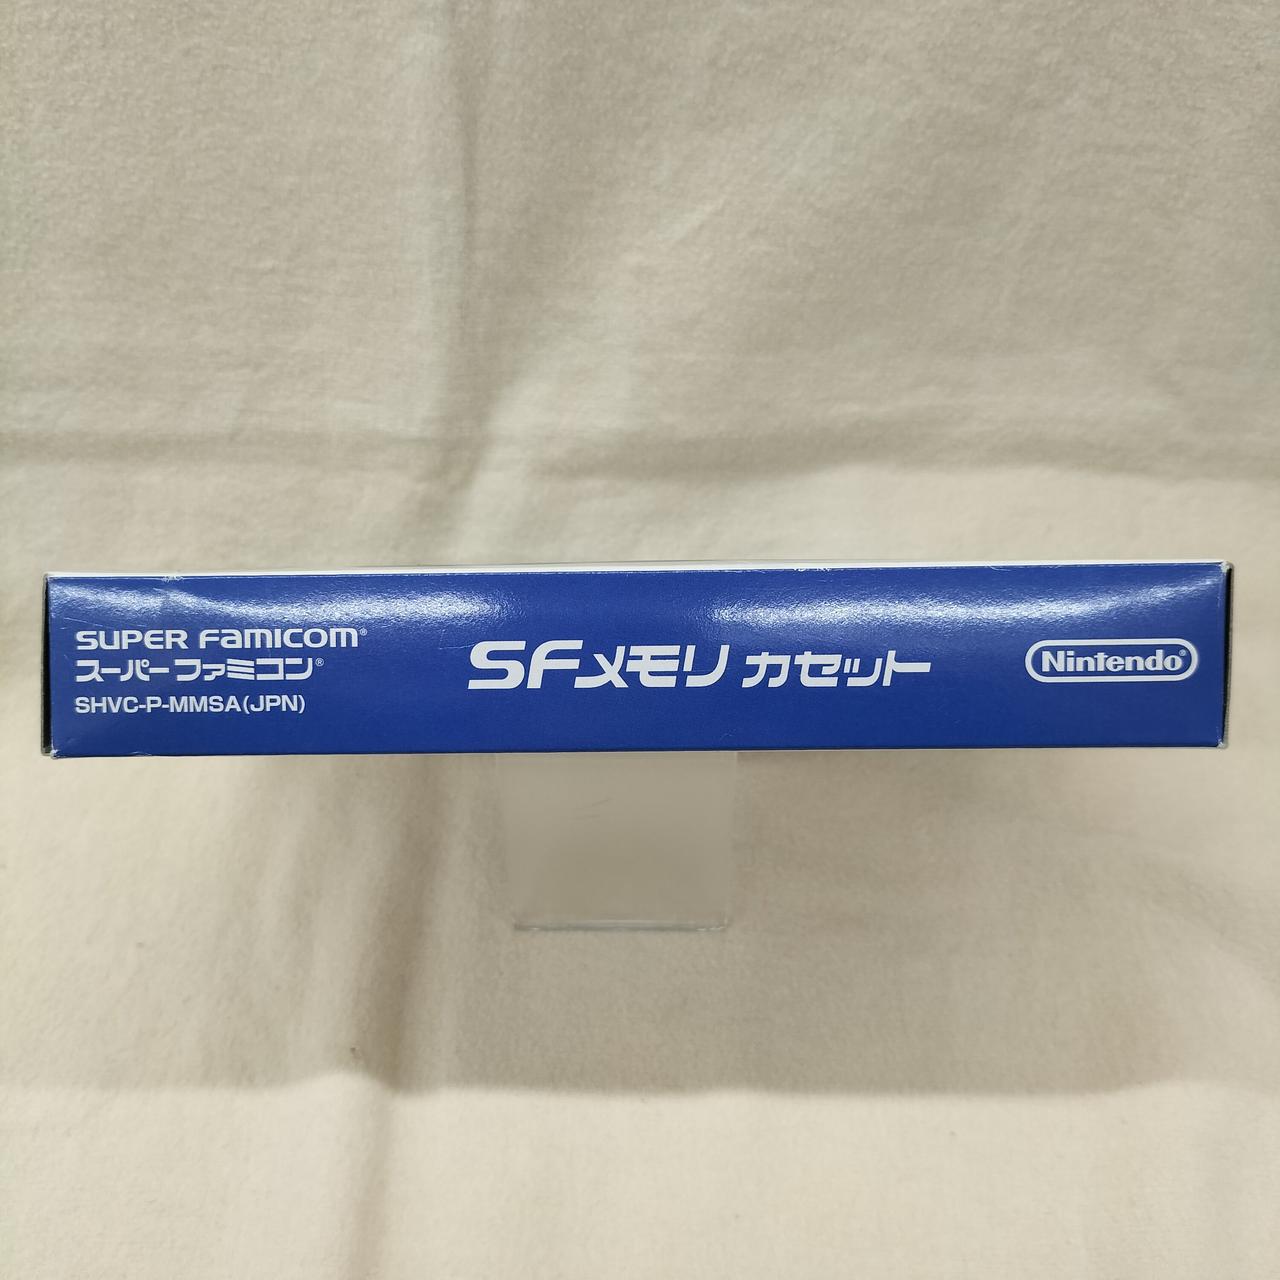 SUPER FAMICOM®
スーパーファミコン®
SHVC-P-MMSA(JPN)
SFメモリ カセット
Nintendo®